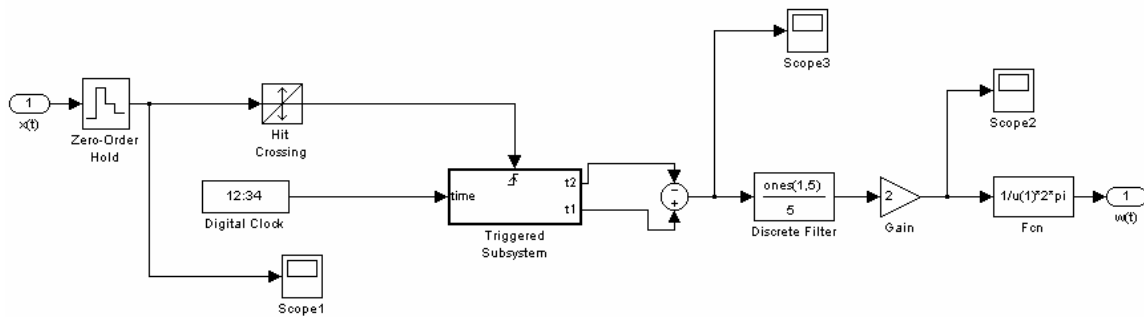 Scope3
1
x(t)
Zero-Order
Hold
Hit
Crossing
Scope2
12:34
Digital Clock
time
t2
t1
Triggered
Subsystem
−
+
ones(1,5)
5
Discrete Filter
2
Gain
1/u(1)*2*pi
Fcn
1
w(t)
Scope1